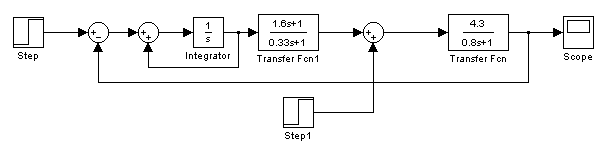 Step
+
−
+
+
1
s
Integrator
1.6s+1
0.33s+1
Transfer Fcn1
+
+
4.3
0.8s+1
Transfer Fcn
Scope
Step1